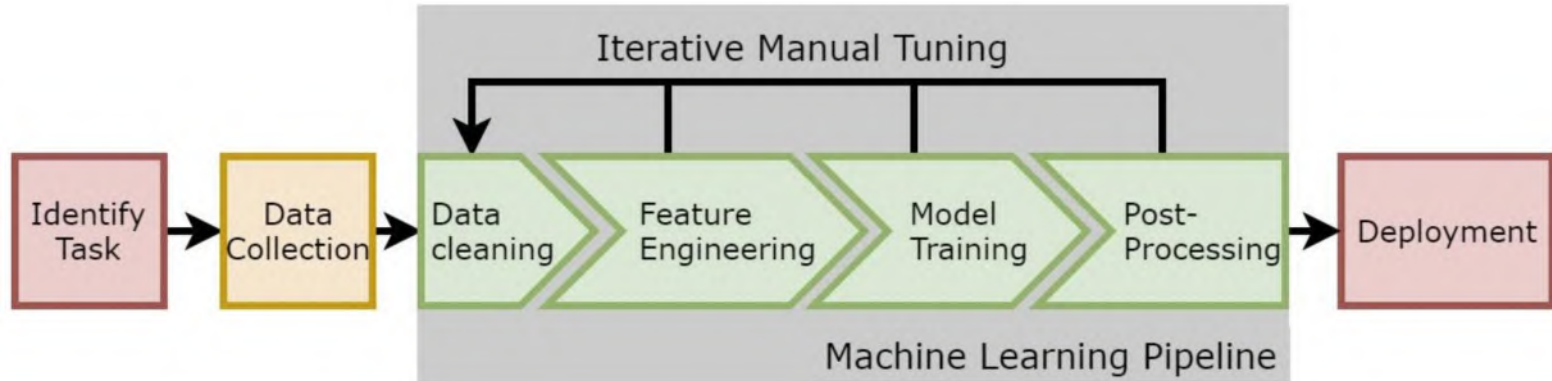 Iterative Manual Tuning
Identify
Task
Data
Collection
Data
cleaning
Feature
Engineering
Model
Training
Post-
Processing
Deployment
Machine Learning Pipeline